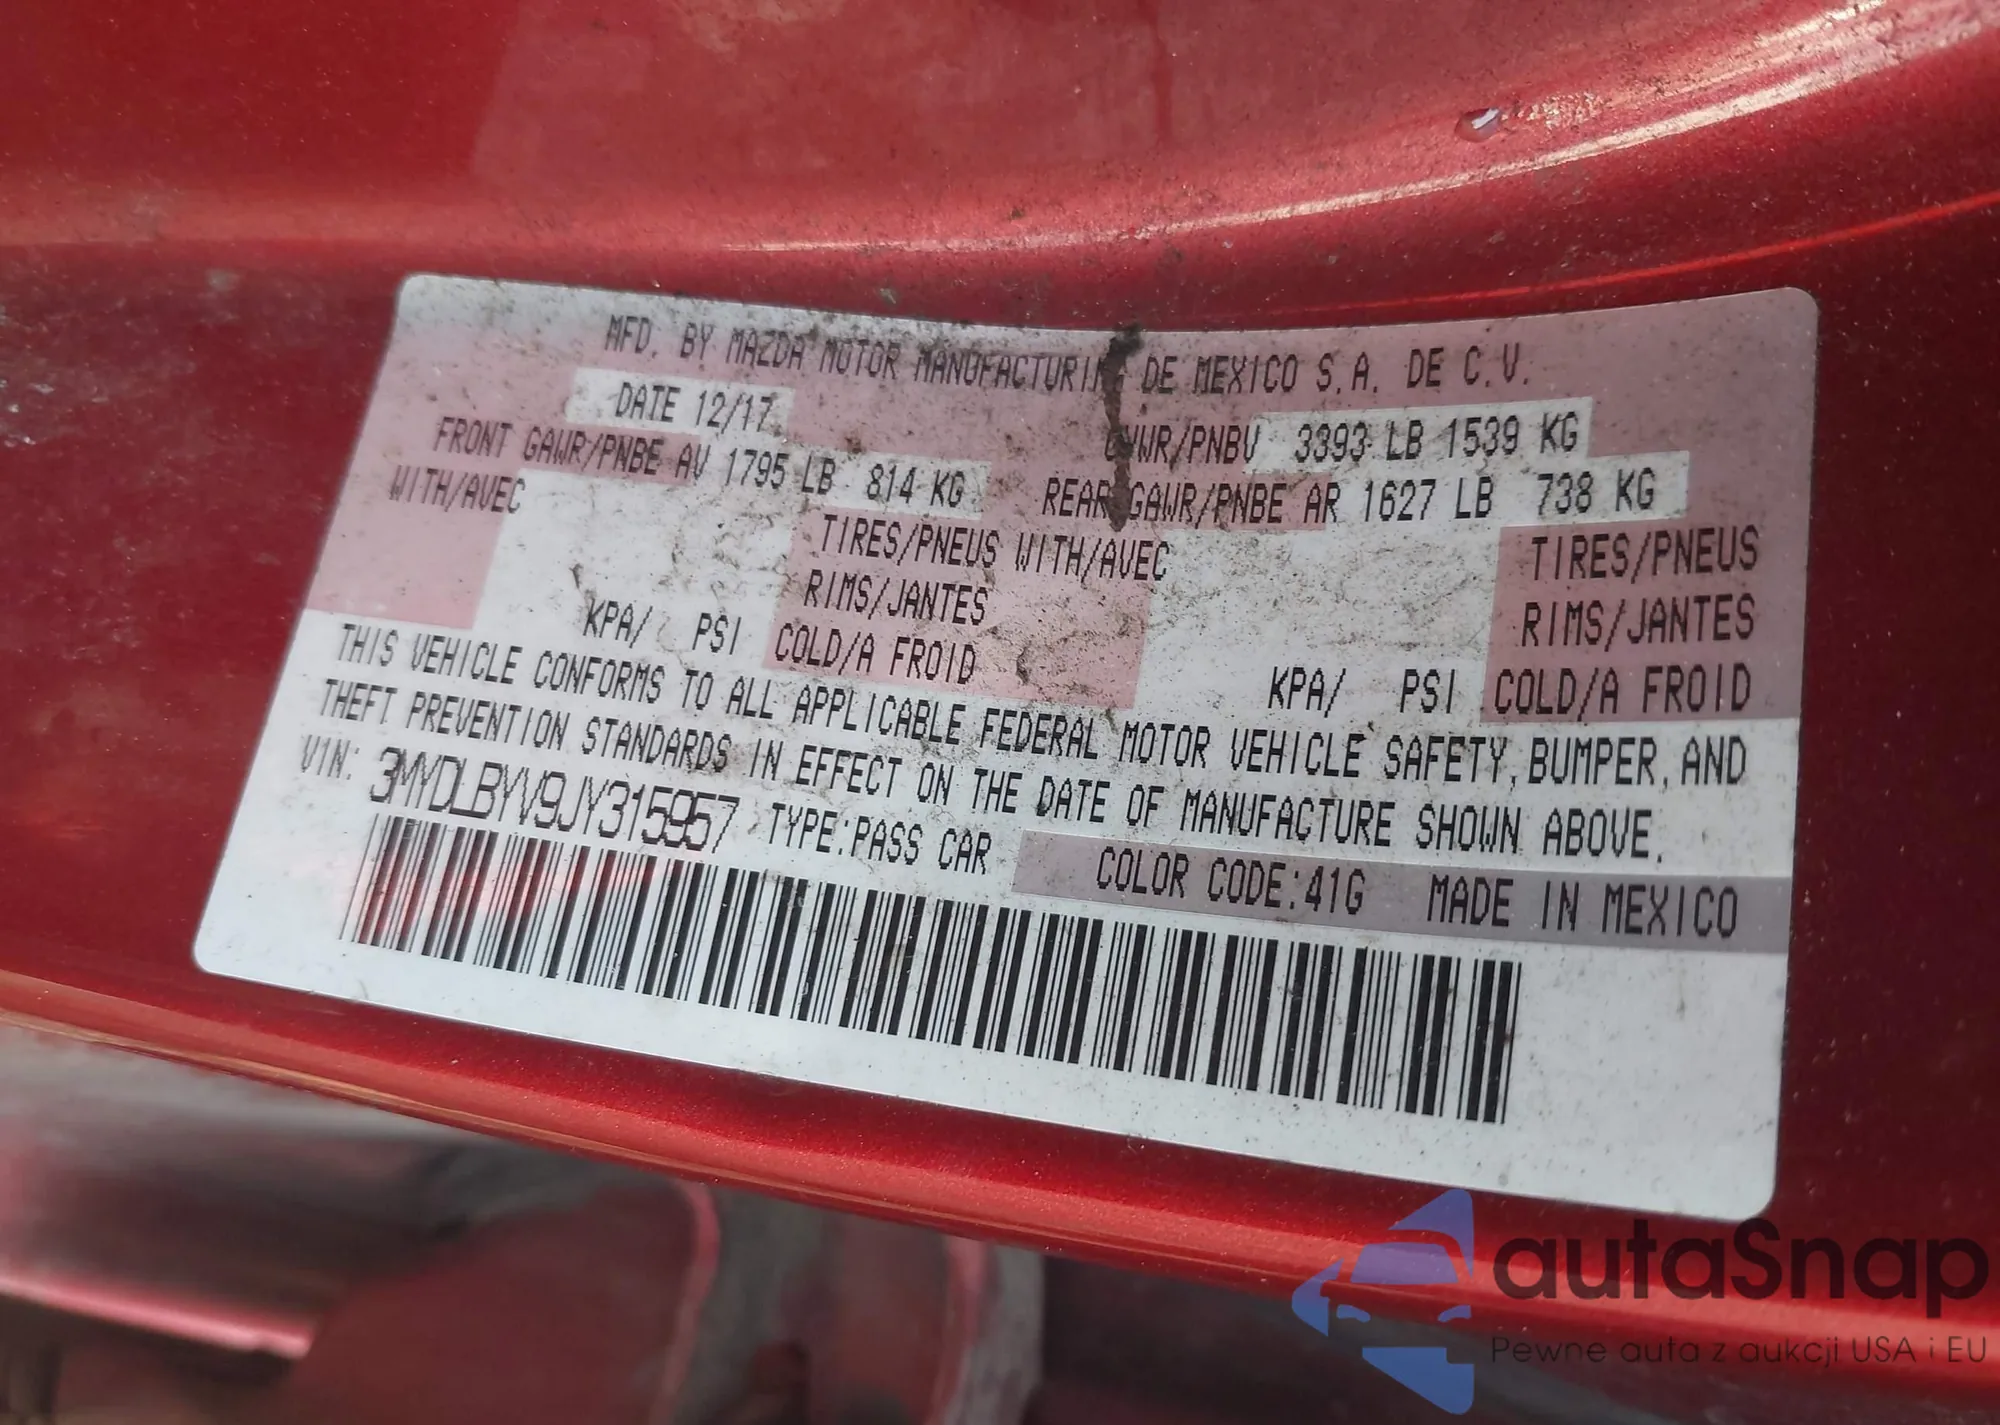 MFD. BY MAZDA MOTOR MANUFACTURING DE MEXICO S.A. DE C.V.
DATE 12/17 GVWR/PNBV 3393 LB 1539 KG
FRONT GAWR/PNBE AV 1795 LB 814 KG REAR GAWR/PNBE AR 1627 LB 738 KG
WITH/AVEC TIRES/PNEUS WITH/AVEC TIRES/PNEUS
RIMS/JANTES RIMS/JANTES
KPA/ PSI COLD/A FROID KPA/ PSI COLD/A FROID
THIS VEHICLE CONFORMS TO ALL APPLICABLE FEDERAL MOTOR VEHICLE SAFETY, BUMPER, AND
THEFT PREVENTION STANDARDS IN EFFECT ON THE DATE OF MANUFACTURE SHOWN ABOVE.
VIN: 3MYDLBYV9JY315957 TYPE:PASS CAR
COLOR CODE:41G MADE IN MEXICO
autaSnap
Pewne auta z aukcji USA i EU